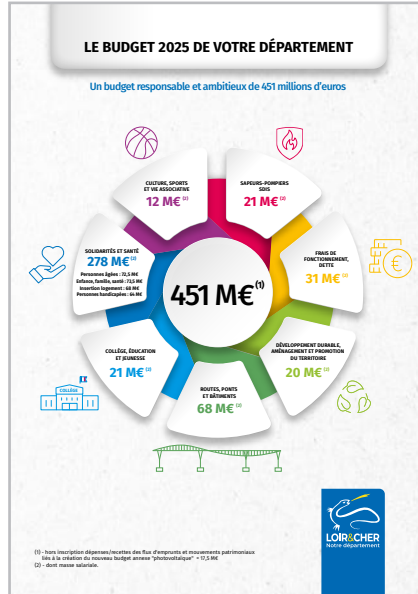 LE BUDGET 2025 DE VOTRE DÉPARTEMENT
Un budget responsable et ambitieux de 451 millions d'euros
CULTURE, SPORTS
ET VIE ASSOCIATIVE
12 M€ (2)
SAPEURS-POMPIERS
SDIS
21 M€ (2)
SOLIDARITÉS ET SANTÉ
278 M€ (2)
Personnes âgées : 72,5 M€
Enfance, famille, santé : 73,5 M€
Insertion logement : 68 M€
Personnes handicapées : 64 M€
FRAIS DE
FONCTIONNEMENT,
DETTE
31 M€ (2)
451 M€ (1)
COLLÈGE, ÉDUCATION
ET JEUNESSE
21 M€ (2)
DÉVELOPPEMENT DURABLE,
AMÉNAGEMENT ET PROMOTION
DU TERRITOIRE
20 M€ (2)
ROUTES, PONTS
ET BÂTIMENTS
68 M€ (2)
COLLÈGE
LOIR&CHER
Notre département
(1) - hors inscription dépenses/recettes des flux d'emprunts et mouvements patrimoniaux
liés à la création du nouveau budget annexe "photovoltaïque" = 17,5 M€
(2) - dont masse salariale.